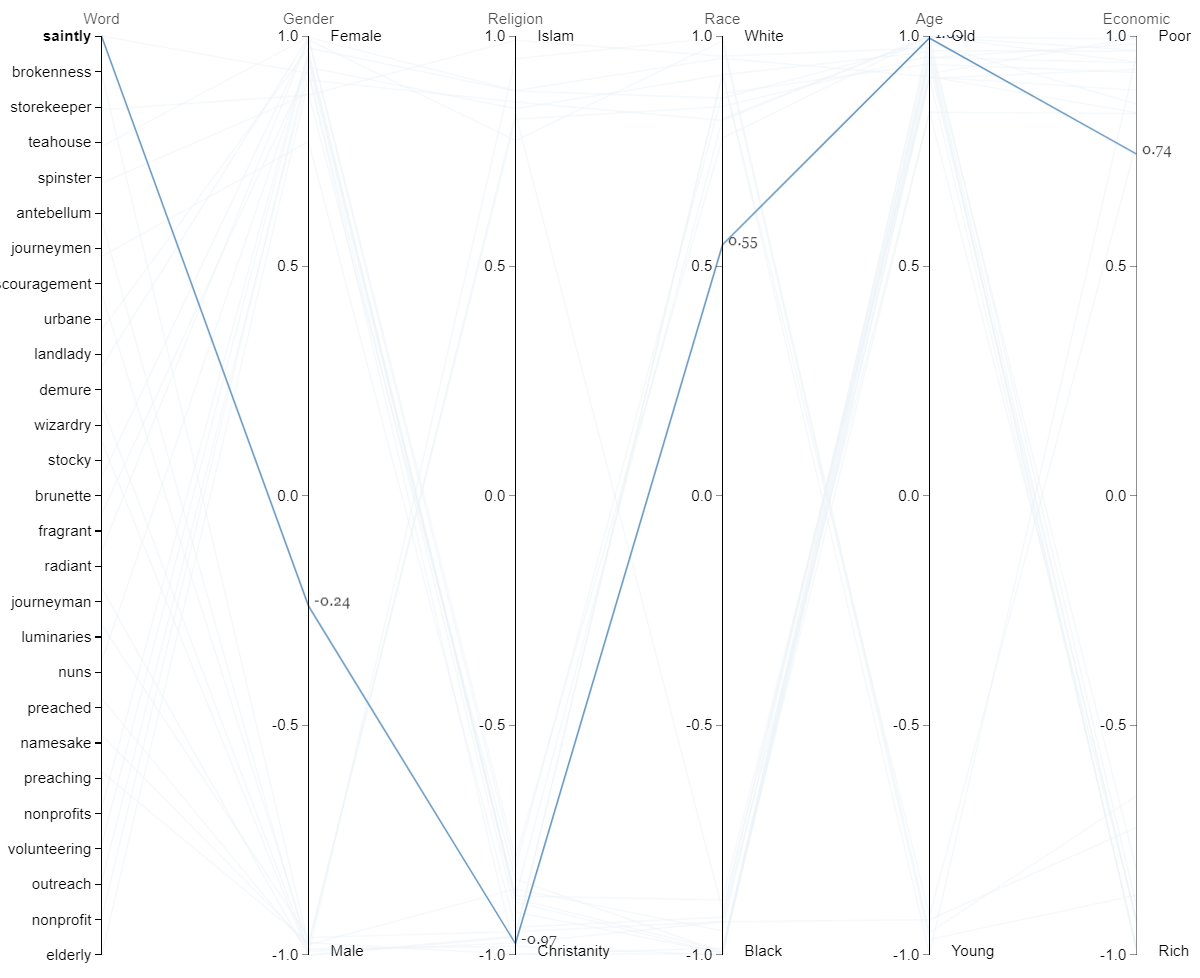 Word Gender Religion Race Age Economic
saintly 1.0 Female 1.0 Islam 1.0 White 1.0 Old 1.0 Poor
brokenness
storekeeper
teahouse
0.74
spinster
antebellum
0.55
journeymen
0.5 0.5 0.5 0.5 0.5
couragement
urbane
landlady
demure
wizardry
stocky
brunette 0.0 0.0 0.0 0.0 0.0
fragrant
radiant
journeyman -0.24
luminaries
nuns
preached
-0.5 -0.5 -0.5 -0.5 -0.5
namesake
preaching
nonprofits
volunteering
outreach
nonprofit
-0.97
elderly -1.0 Male -1.0 Christanity -1.0 Black -1.0 Young -1.0 Rich